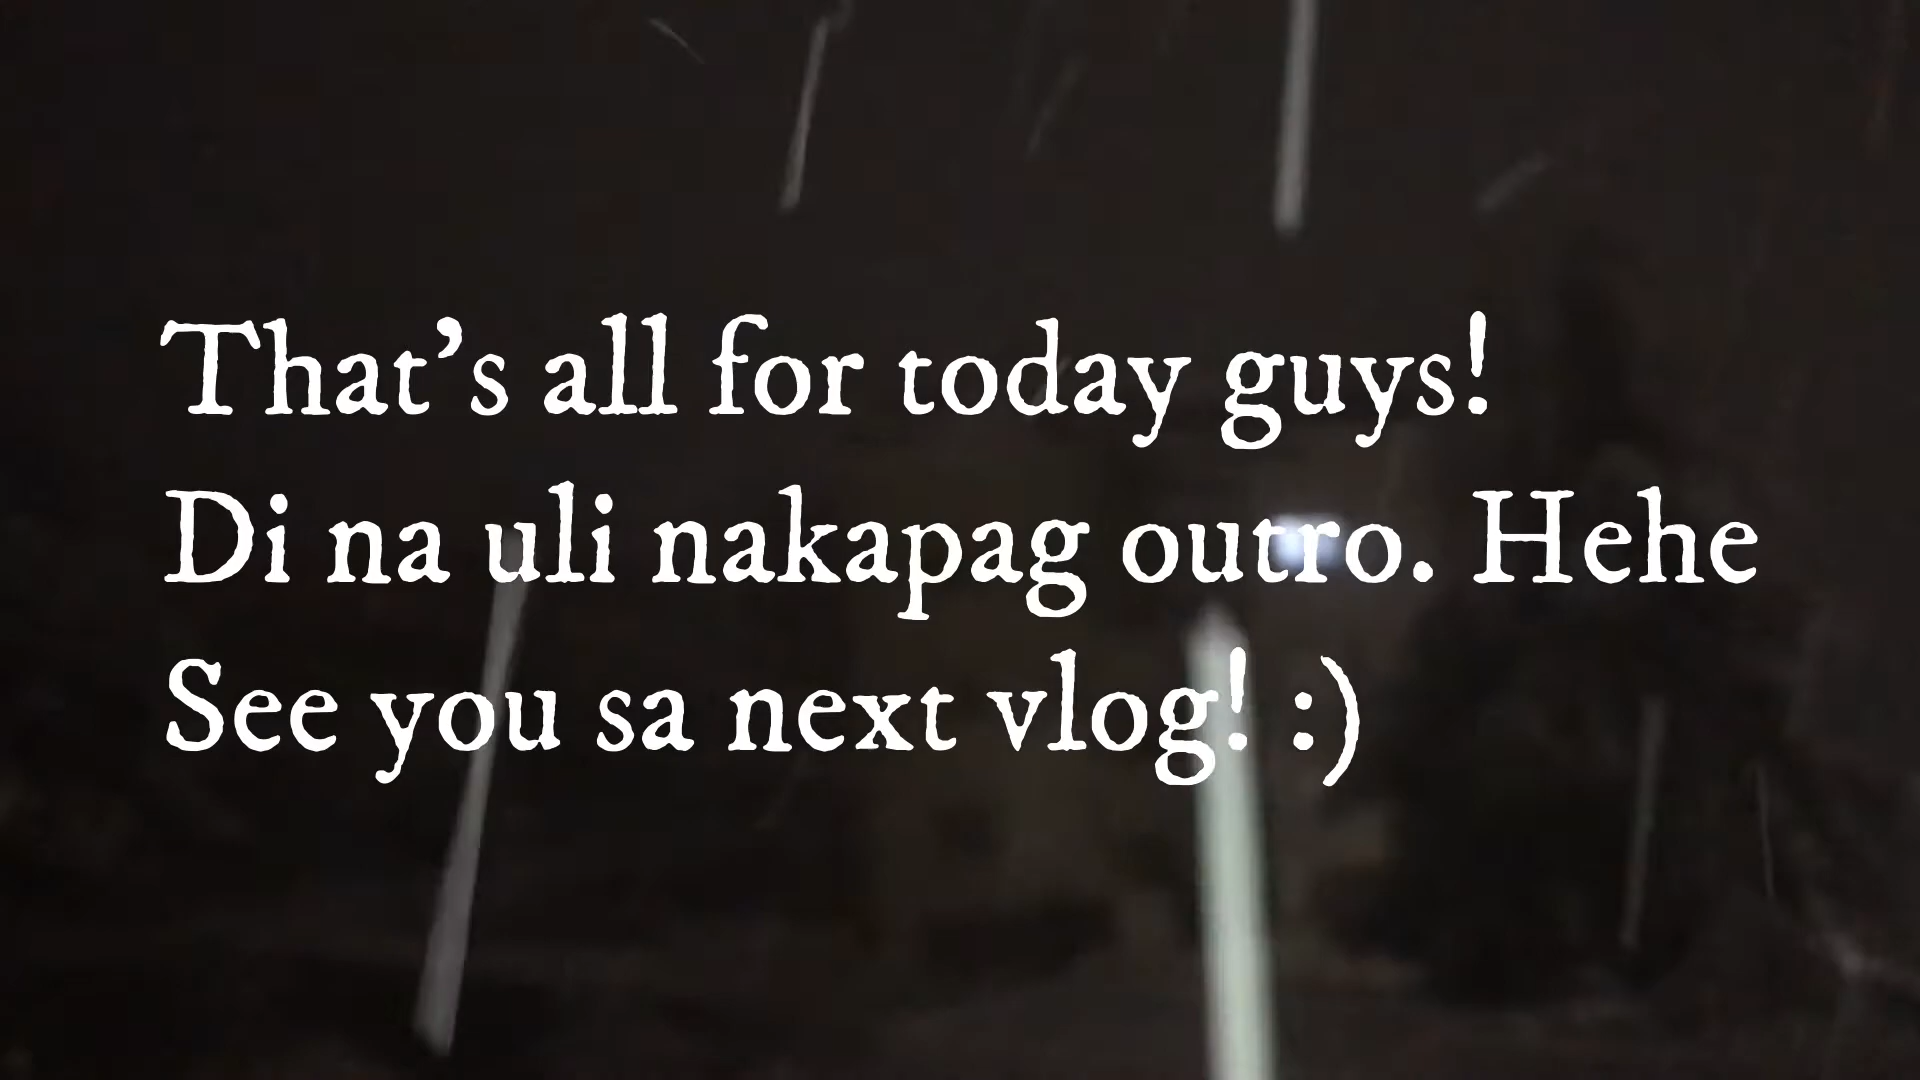 That's all for today guys!
Di na uli nakapag outro. Hehe
See you sa next vlog! :)